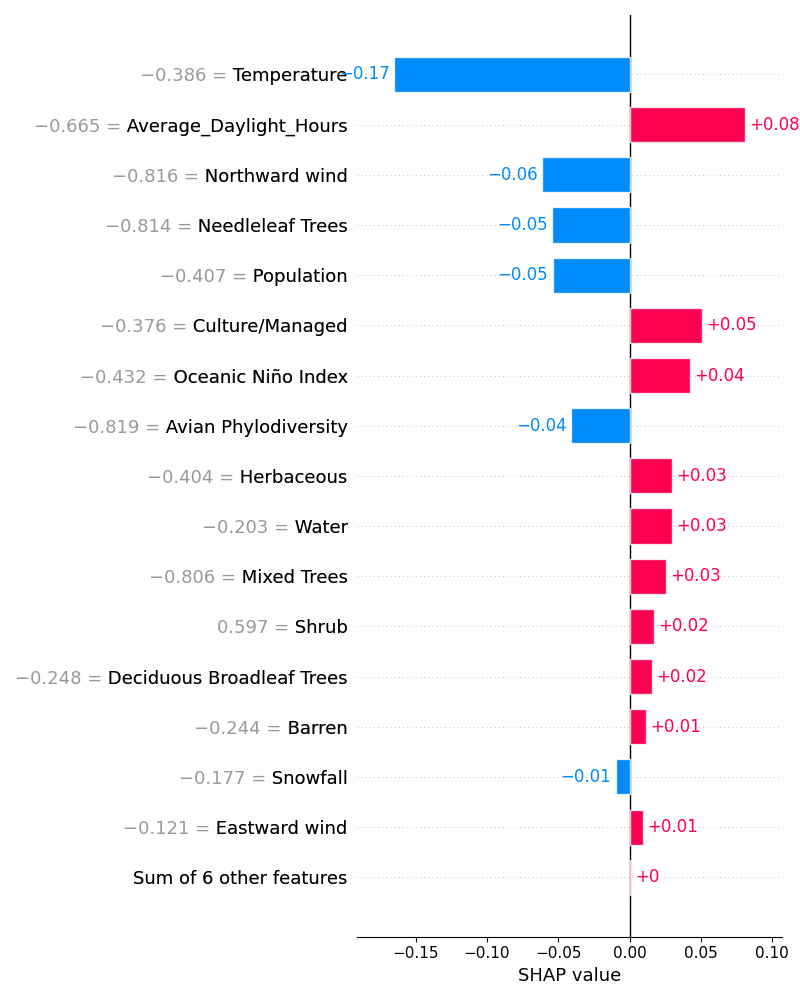 −0.386 = Temperature −0.17
−0.665 = Average_Daylight_Hours +0.08
−0.816 = Northward wind −0.06
−0.814 = Needleleaf Trees −0.05
−0.407 = Population −0.05
−0.376 = Culture/Managed +0.05
−0.432 = Oceanic Niño Index +0.04
−0.819 = Avian Phylodiversity −0.04
−0.404 = Herbaceous +0.03
−0.203 = Water +0.03
−0.806 = Mixed Trees +0.03
0.597 = Shrub +0.02
−0.248 = Deciduous Broadleaf Trees +0.02
−0.244 = Barren +0.01
−0.177 = Snowfall −0.01
−0.121 = Eastward wind +0.01
Sum of 6 other features +0
−0.15 −0.10 −0.05 0.00 0.05 0.10
SHAP value